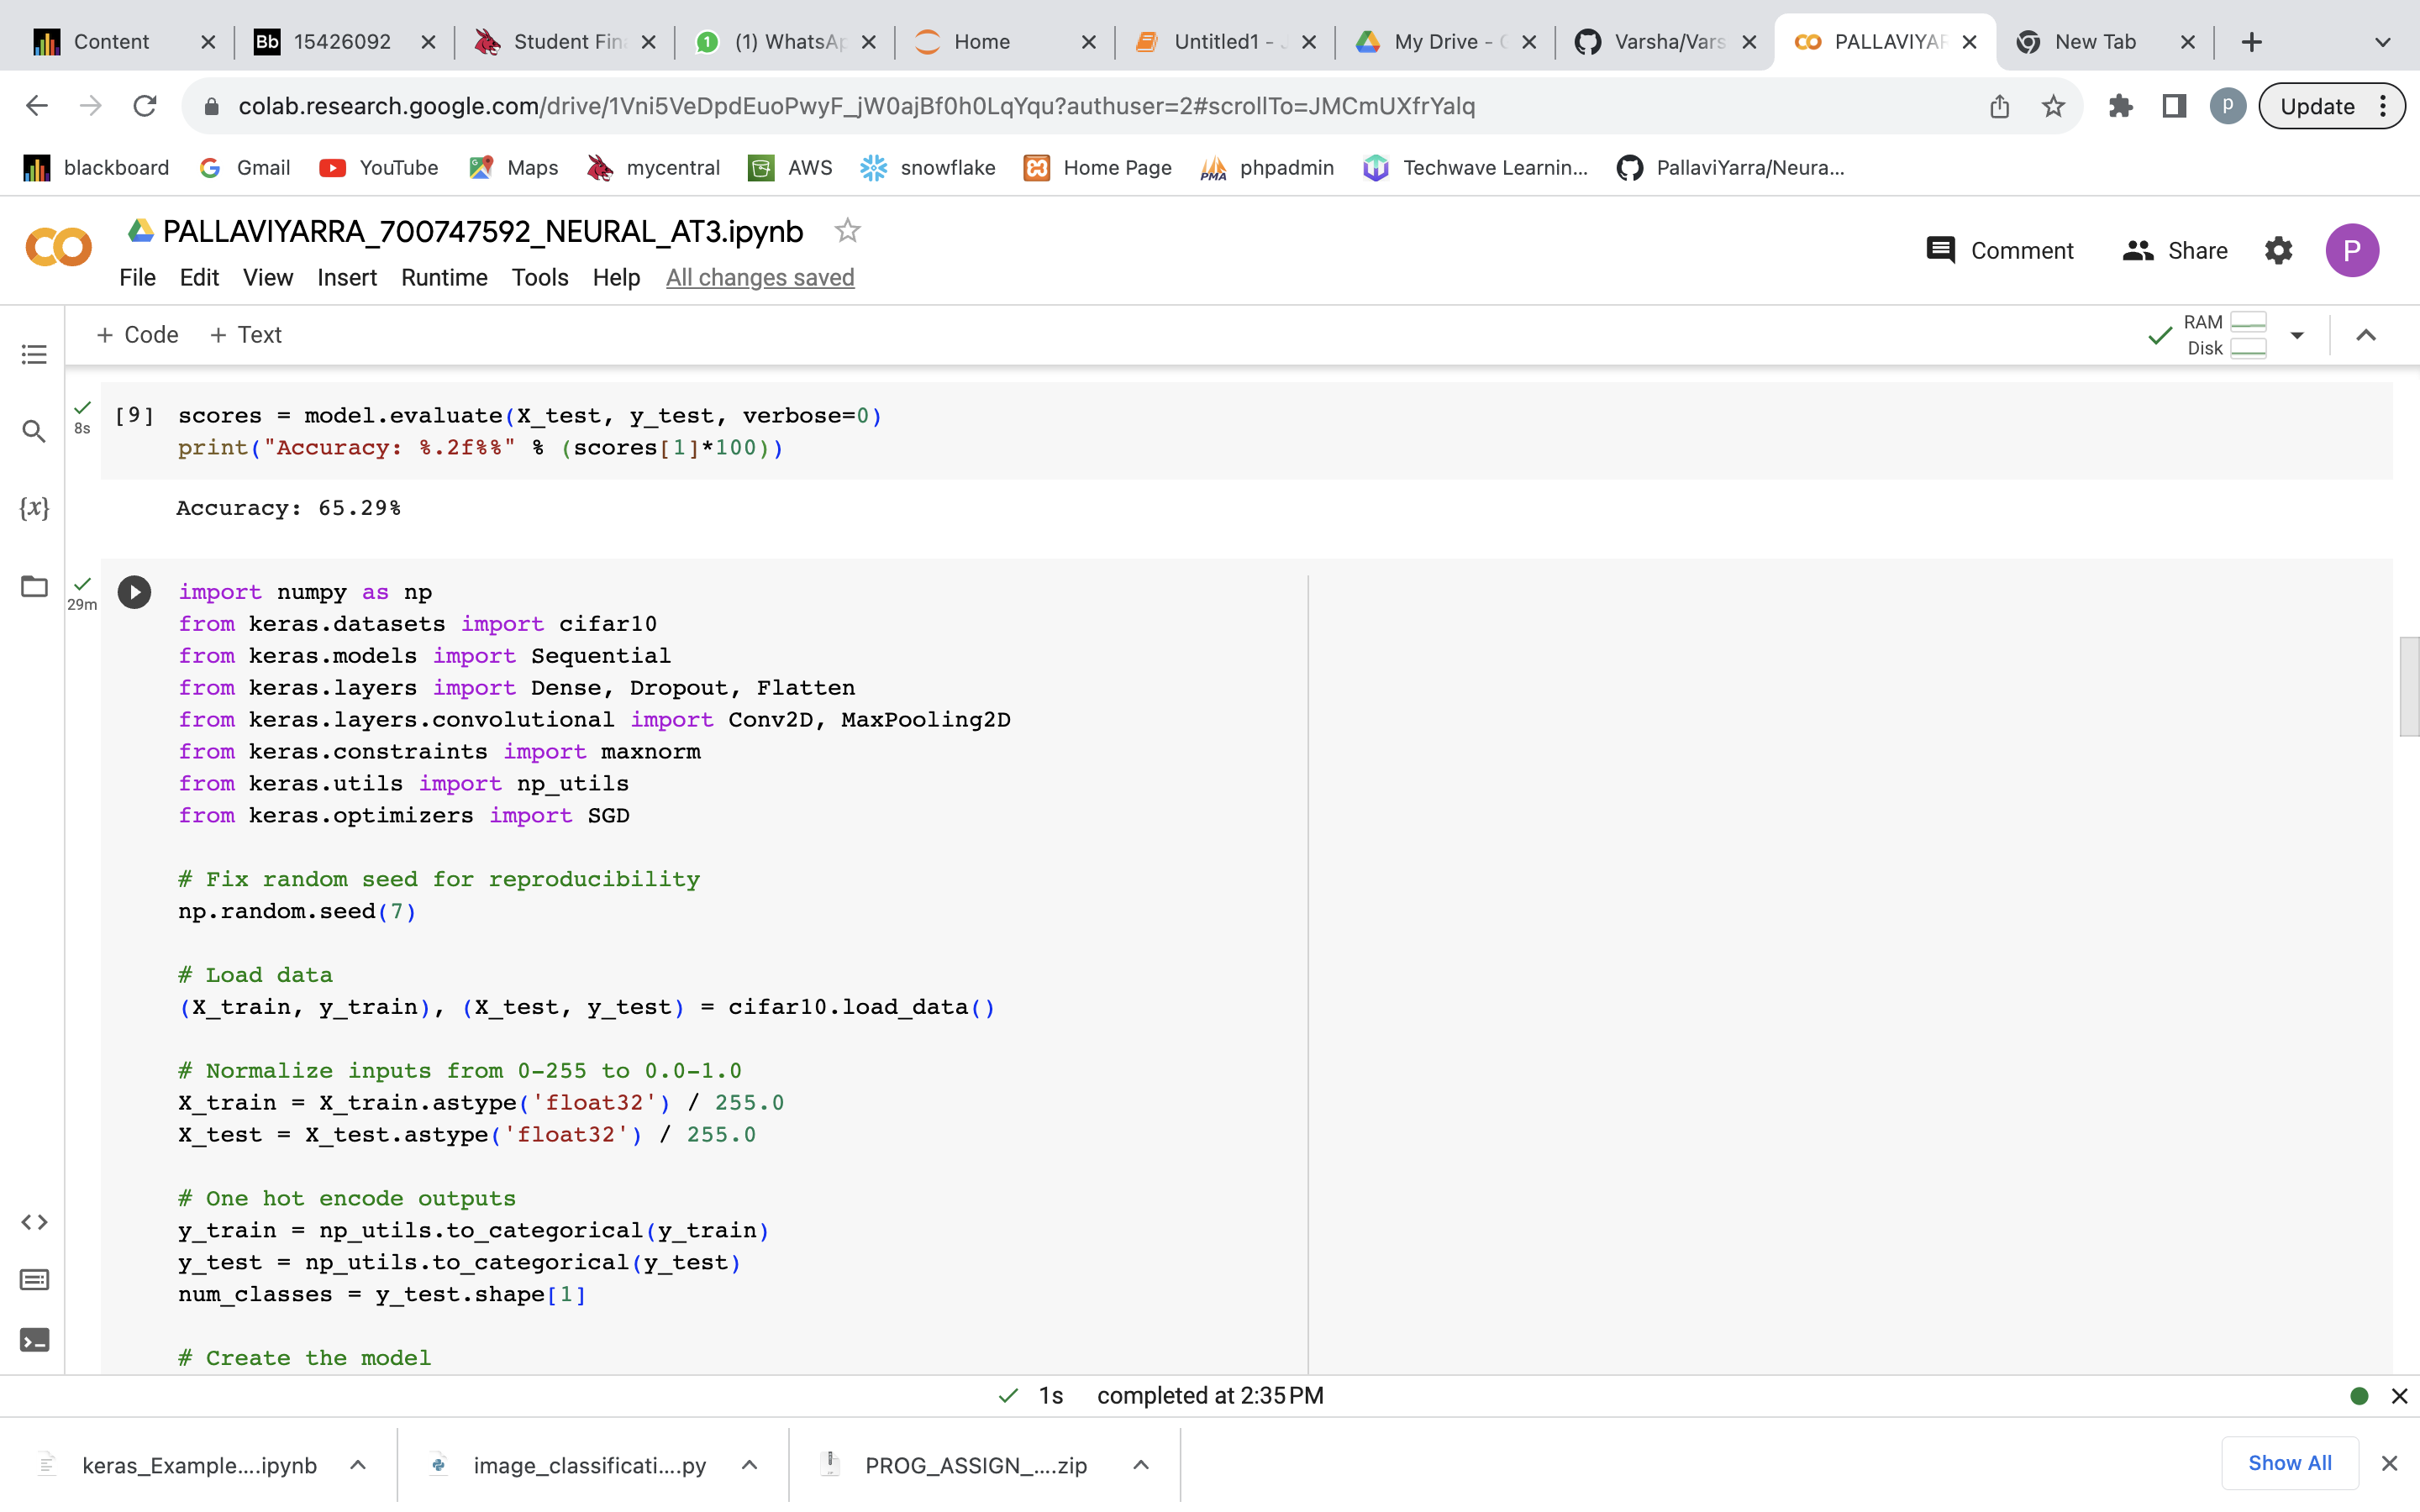 Content
Bb 15426092
Student Fin
1 (1) WhatsAp
Home
Untitled1 -
My Drive -
Varsha/Vars
PALLAVIYAR
New Tab
colab.research.google.com/drive/1Vni5VeDpdEuoPwyF_jW0ajBf0h0LqYqu?authuser=2#scrollTo=JMCmUXfrYalq
P
Update
blackboard
Gmail
YouTube
Maps
mycentral
AWS
snowflake
Home Page
PMA phpadmin
Techwave Learnin...
PallaviYarra/Neura...
PALLAVIYARRA_700747592_NEURAL_AT3.ipynb
Comment
Share
P
File Edit View Insert Runtime Tools Help All changes saved
+ Code + Text
RAM
Disk
8s
[9] scores = model.evaluate(X_test, y_test, verbose=0)
print("Accuracy: %.2f%%" % (scores[1]*100))
{x}
Accuracy: 65.29%
29m
import numpy as np
from keras.datasets import cifar10
from keras.models import Sequential
from keras.layers import Dense, Dropout, Flatten
from keras.layers.convolutional import Conv2D, MaxPooling2D
from keras.constraints import maxnorm
from keras.utils import np_utils
from keras.optimizers import SGD
# Fix random seed for reproducibility
np.random.seed(7)
# Load data
(X_train, y_train), (X_test, y_test) = cifar10.load_data()
# Normalize inputs from 0-255 to 0.0-1.0
X_train = X_train.astype('float32') / 255.0
X_test = X_test.astype('float32') / 255.0
# One hot encode outputs
y_train = np_utils.to_categorical(y_train)
y_test = np_utils.to_categorical(y_test)
num_classes = y_test.shape[1]
# Create the model
1s completed at 2:35 PM
keras_Example....ipynb
image_classificati....py
PROG_ASSIGN_....zip
Show All